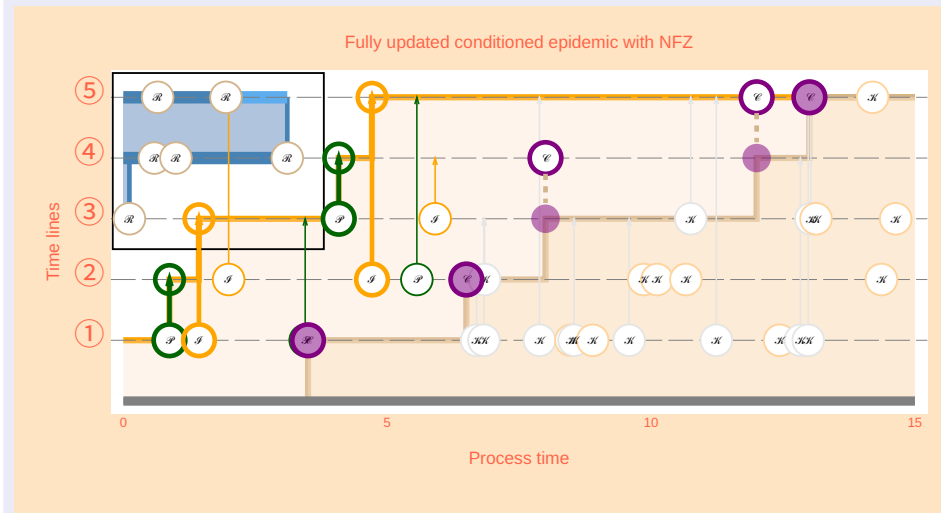 Fully updated conditioned epidemic with NFZ
⑤ ℛ ℛ 𝒞 𝒞 𝒦
④ ℛ ℛ ℛ 𝒞
③ ℛ 𝒫 ℐ 𝒦 𝒦 𝒦
② ℐ ℐ 𝒫 𝒞 𝒦 𝒦 𝒦 𝒦 𝒦
① 𝒫 ℐ 𝒦 𝒦 𝒦 𝒦 𝒦 𝒦 𝒦 𝒦 𝒦
Time lines
0 5 10 15
Process time